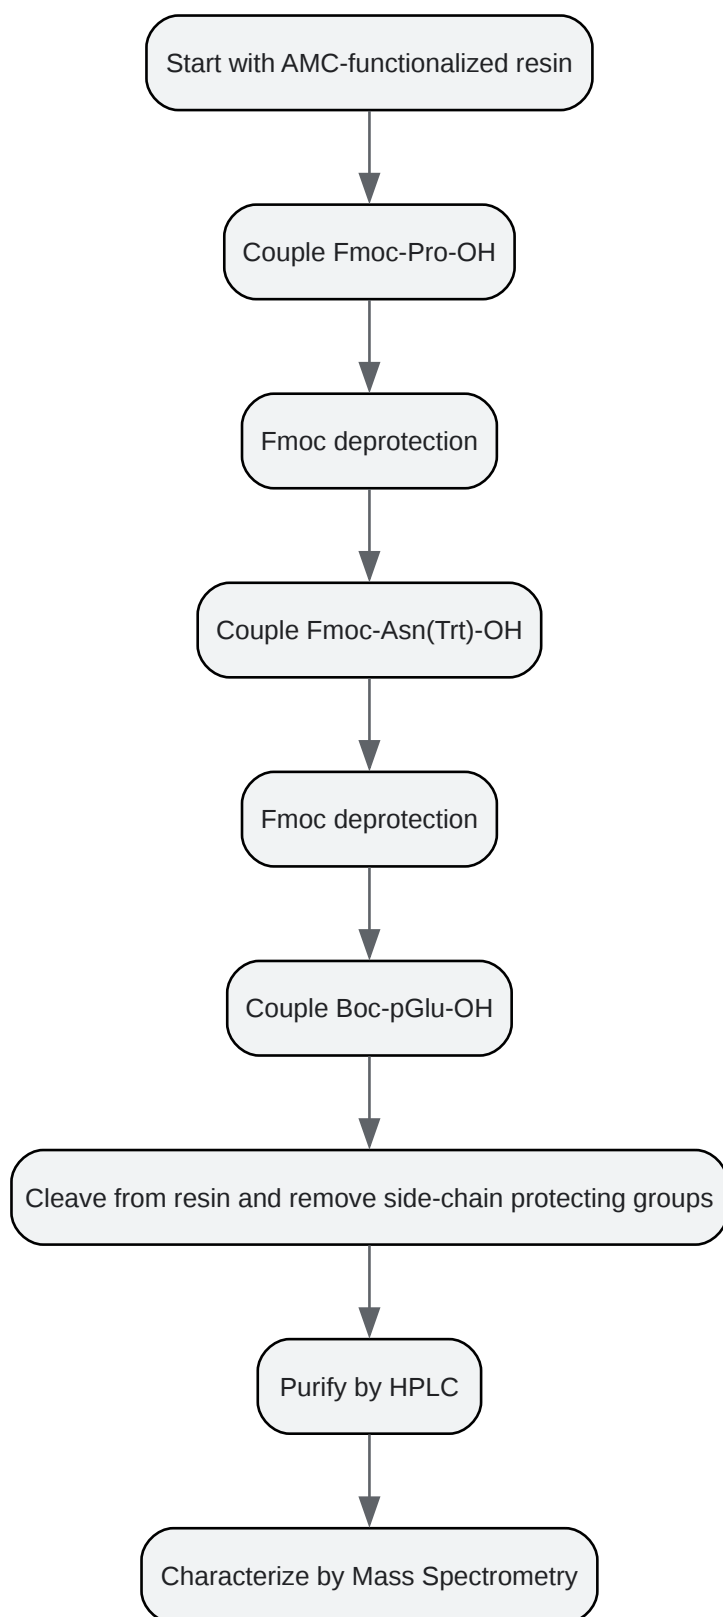 Start with AMC-functionalized resin
Couple Fmoc-Pro-OH
Fmoc deprotection
Couple Fmoc-Asn(Trt)-OH
Fmoc deprotection
Couple Boc-pGlu-OH
Cleave from resin and remove side-chain protecting groups
Purify by HPLC
Characterize by Mass Spectrometry